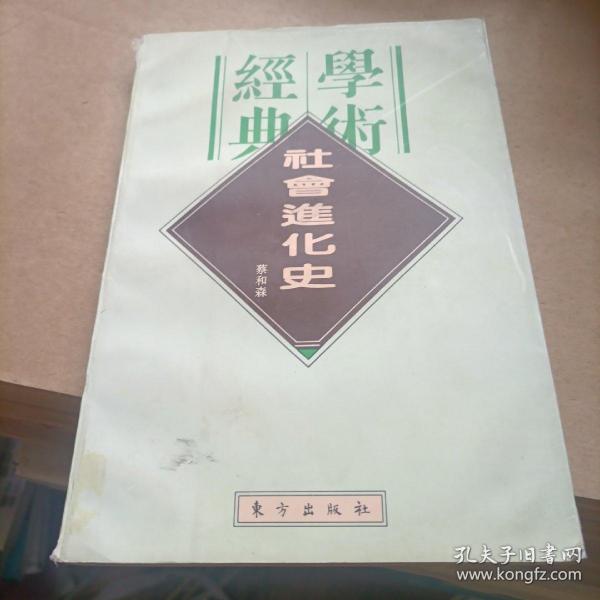 學術
經典
社會進化史
蔡和森
東方出版社
孔夫子旧书网
www.kongfz.com